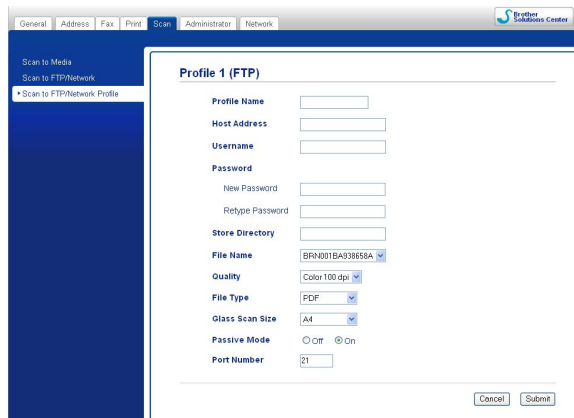 General Address Fax Print Scan Administrator Network
Brother
Solutions Center
Scan to Media
Scan to FTP/Network
Scan to FTP/Network Profile
Profile 1 (FTP)
Profile Name
Host Address
Username
Password
New Password
Retype Password
Store Directory
File Name BRN001BA938658A
Quality Color 100 dpi
File Type PDF
Glass Scan Size A4
Passive Mode Off On
Port Number 21
Cancel Submit